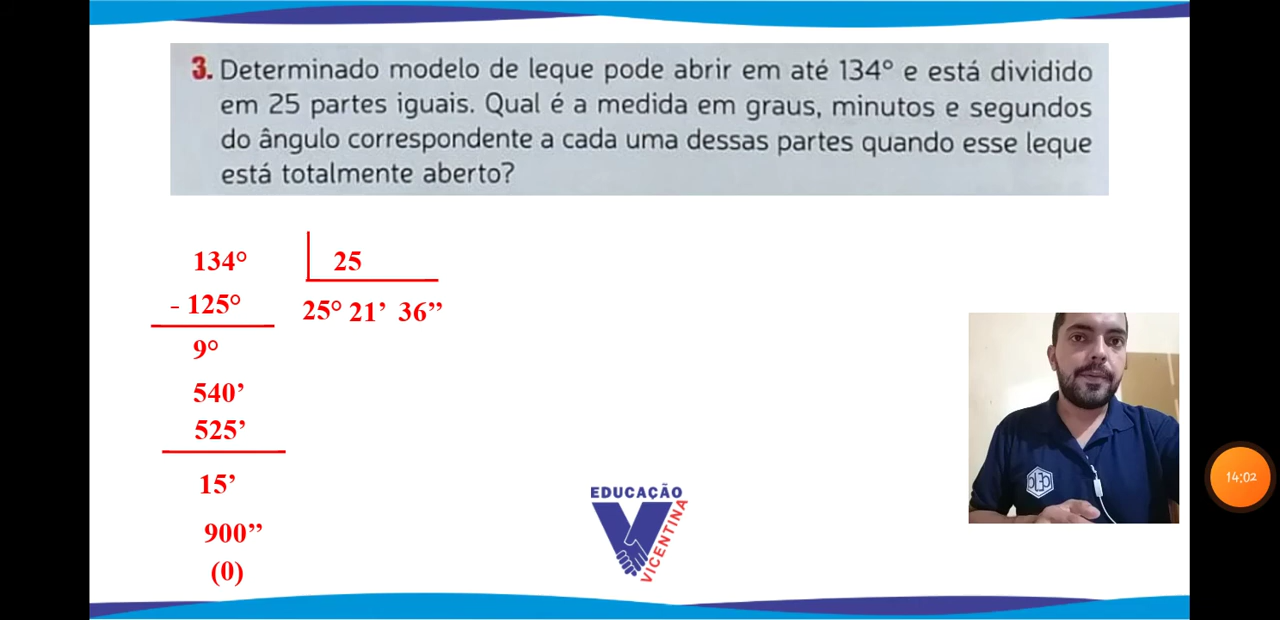 3. Determinado modelo de leque pode abrir em até 134° e está dividido
em 25 partes iguais. Qual é a medida em graus, minutos e segundos
do ângulo correspondente a cada uma dessas partes quando esse leque
está totalmente aberto?
134° 25
- 125° 25° 21’ 36”
9°
540’
525’
15’
900”
(0)
EDUCAÇÃO
VICENTINA
14:02